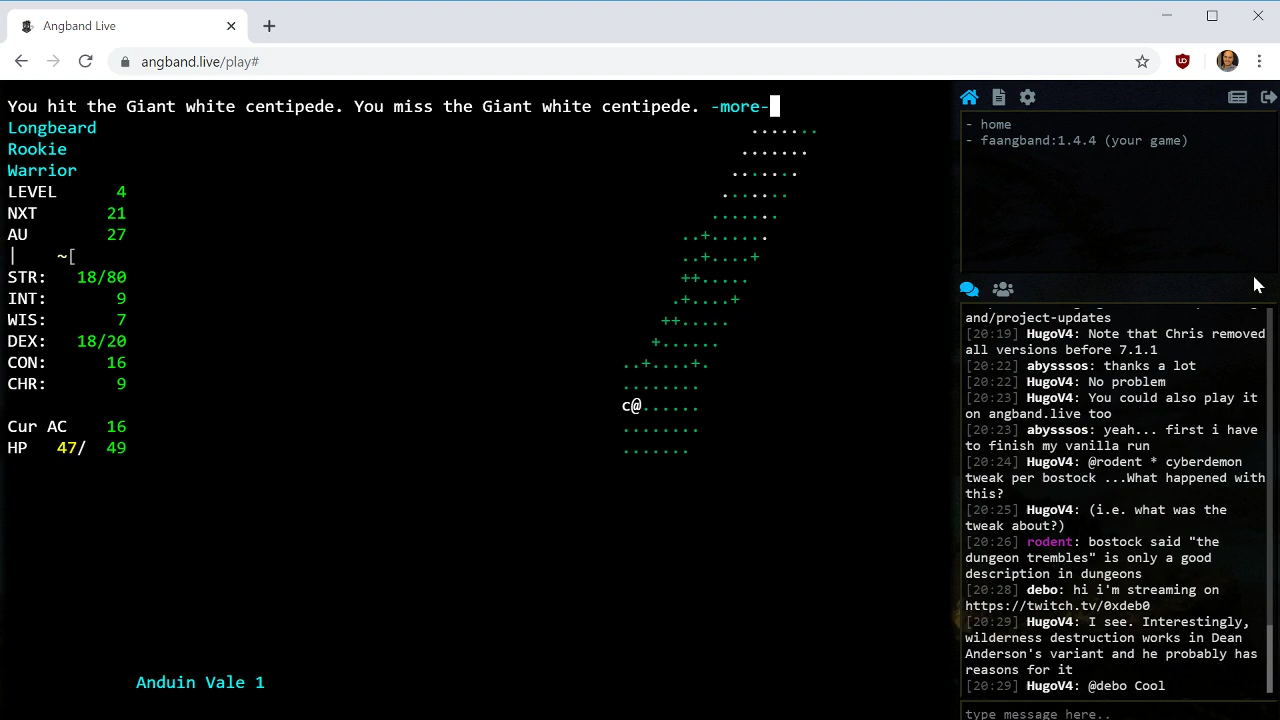 Angband Live
angband.live/play#
You hit the Giant white centipede. You miss the Giant white centipede. -more-
Longbeard
Rookie
Warrior
LEVEL 4
NXT 21
AU 27
| ~[
STR: 18/80
INT: 9
WIS: 7
DEX: 18/20
CON: 16
CHR: 9
Cur AC 16
HP 47/ 49
.......
.......
.......
.......
.......
..+......
..+....+
++.....
.+....+
++.....
+......
..+....+.
........
c@......
........
.......
Anduin Vale 1
- home
- faangband:1.4.4 (your game)
and/project-updates
[20:19] HugoV4: Note that Chris removed
all versions before 7.1.1
[20:22] abysssos: thanks a lot
[20:22] HugoV4: No problem
[20:23] HugoV4: You could also play it
on angband.live too
[20:23] abysssos: yeah... first i have
to finish my vanilla run
[20:24] HugoV4: @rodent * cyberdemon
tweak per bostock ...What happened with
this?
[20:25] HugoV4: (i.e. what was the
tweak about?)
[20:26] rodent: bostock said "the
dungeon trembles" is only a good
description in dungeons
[20:28] debo: hi i'm streaming on
https://twitch.tv/0xdeb0
[20:29] HugoV4: I see. Interestingly,
wilderness destruction works in Dean
Anderson's variant and he probably has
reasons for it
[20:29] HugoV4: @debo Cool
type message here..